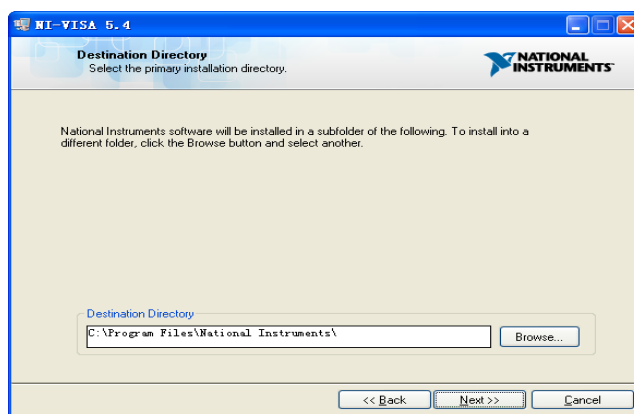 NI-VISA 5.4
Destination Directory
Select the primary installation directory.
NATIONAL
INSTRUMENTS™
National Instruments software will be installed in a subfolder of the following. To install into a
different folder, click the Browse button and select another.
Destination Directory
C:\Program Files\National Instruments\
Browse...
<< Back
Next >>
Cancel